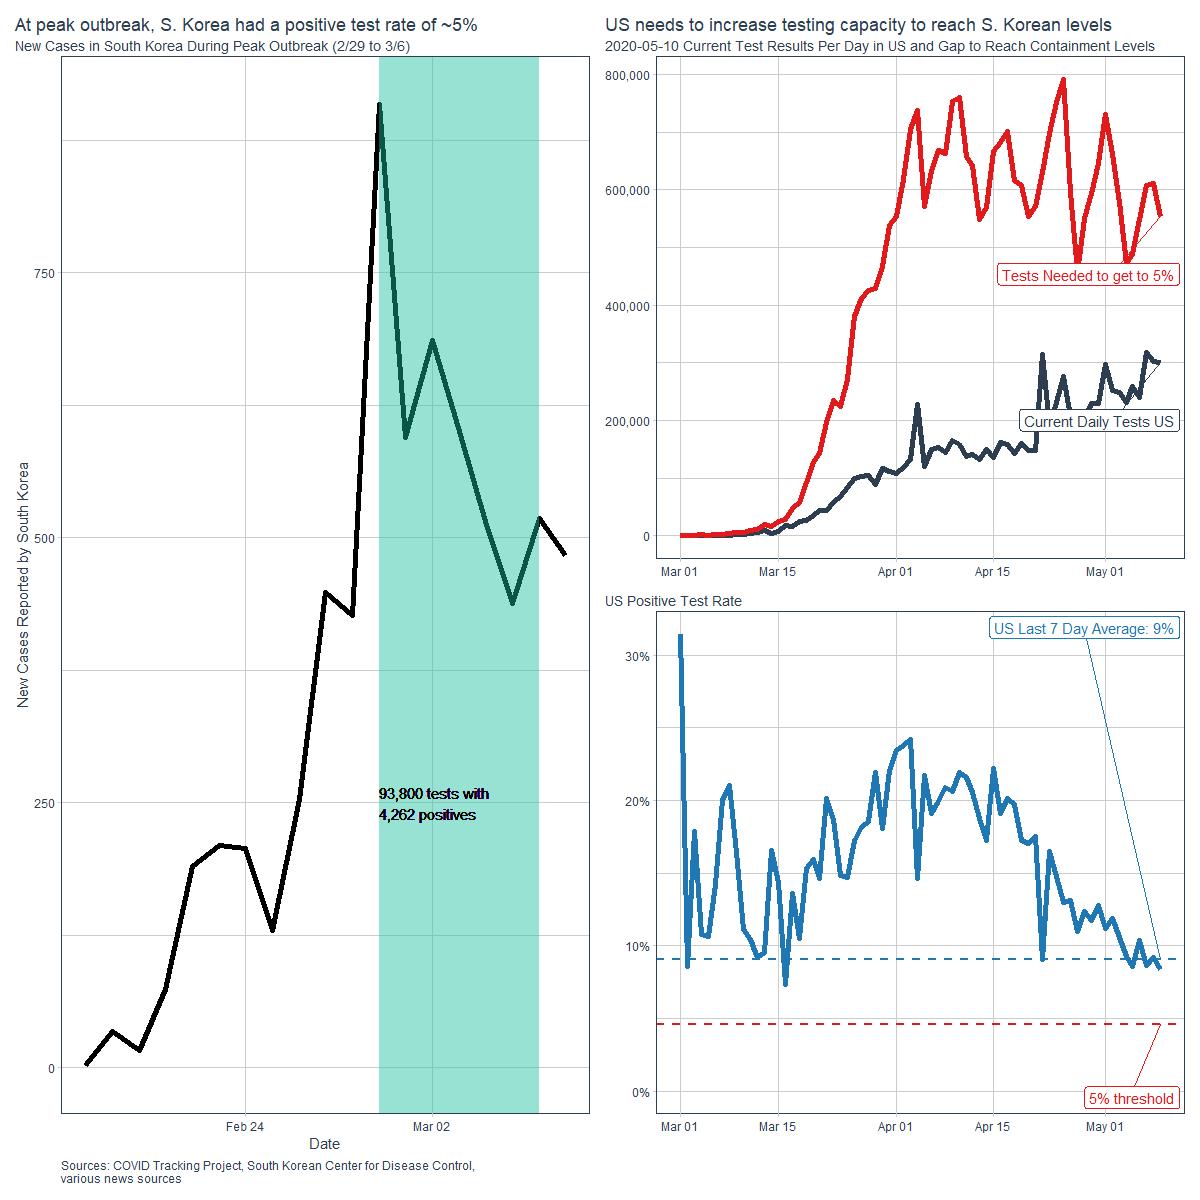 At peak outbreak, S. Korea had a positive test rate of ~5%
New Cases in South Korea During Peak Outbreak (2/29 to 3/6)
New Cases Reported by South Korea
750
500
250
0
93,800 tests with
4,262 positives
Feb 24
Mar 02
Date
Sources: COVID Tracking Project, South Korean Center for Disease Control,
various news sources
US needs to increase testing capacity to reach S. Korean levels
2020-05-10 Current Test Results Per Day in US and Gap to Reach Containment Levels
800,000
600,000
400,000
200,000
0
Tests Needed to get to 5%
Current Daily Tests US
Mar 01
Mar 15
Apr 01
Apr 15
May 01
US Positive Test Rate
30%
20%
10%
0%
US Last 7 Day Average: 9%
5% threshold
Mar 01
Mar 15
Apr 01
Apr 15
May 01